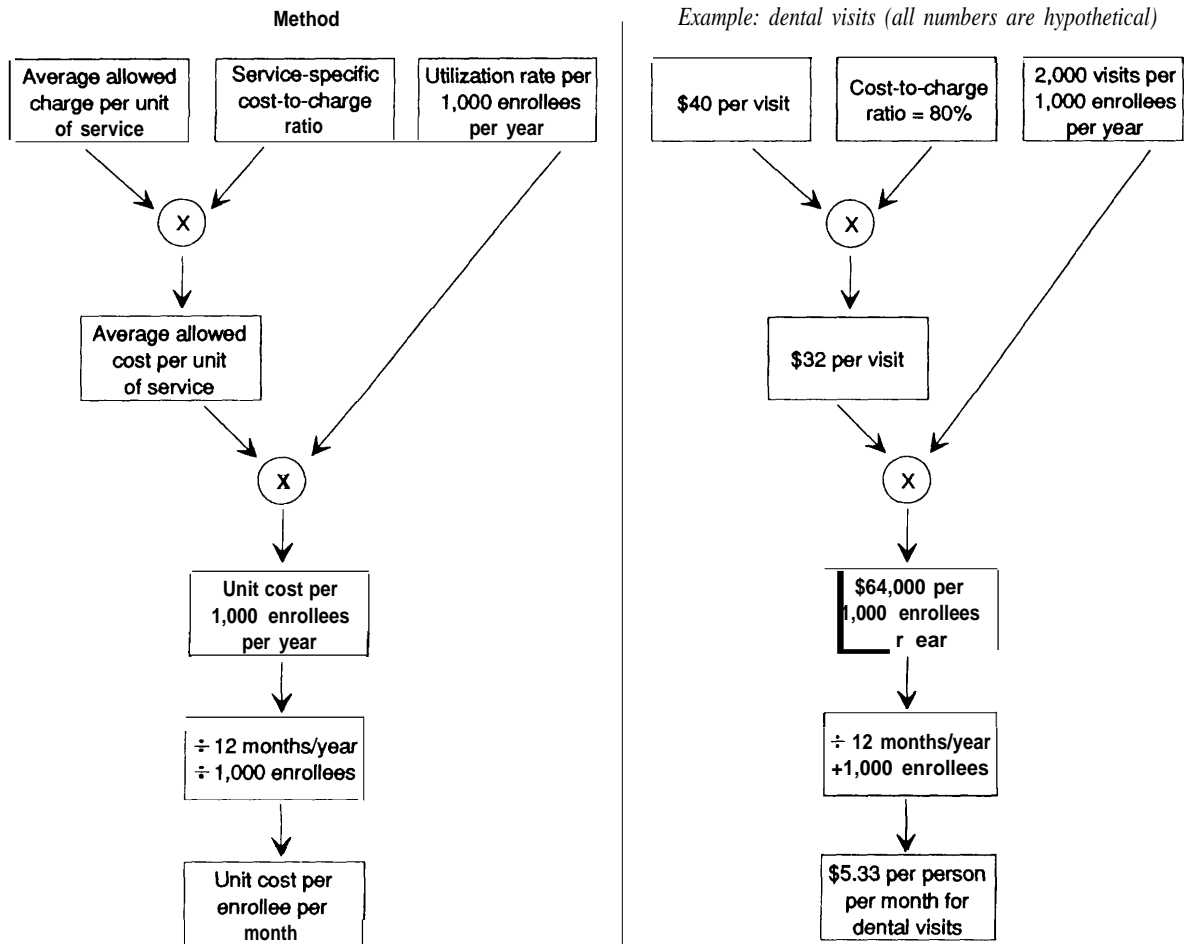 Method
Average allowed
charge per unit
of service
Service-specific
cost-to-charge
ratio
Utilization rate per
1,000 enrollees
per year
X
Average allowed
cost per unit
of service
X
Unit cost per
1,000 enrollees
per year
÷ 12 months/year
÷ 1,000 enrollees
Unit cost per
enrollee per
month
Example: dental visits (all numbers are hypothetical)
$40 per visit
Cost-to-charge
ratio = 80%
2,000 visits per
1,000 enrollees
per year
X
$32 per visit
X
$64,000 per
1,000 enrollees
r ear
÷ 12 months/year
+1,000 enrollees
$5.33 per person
per month for
dental visits